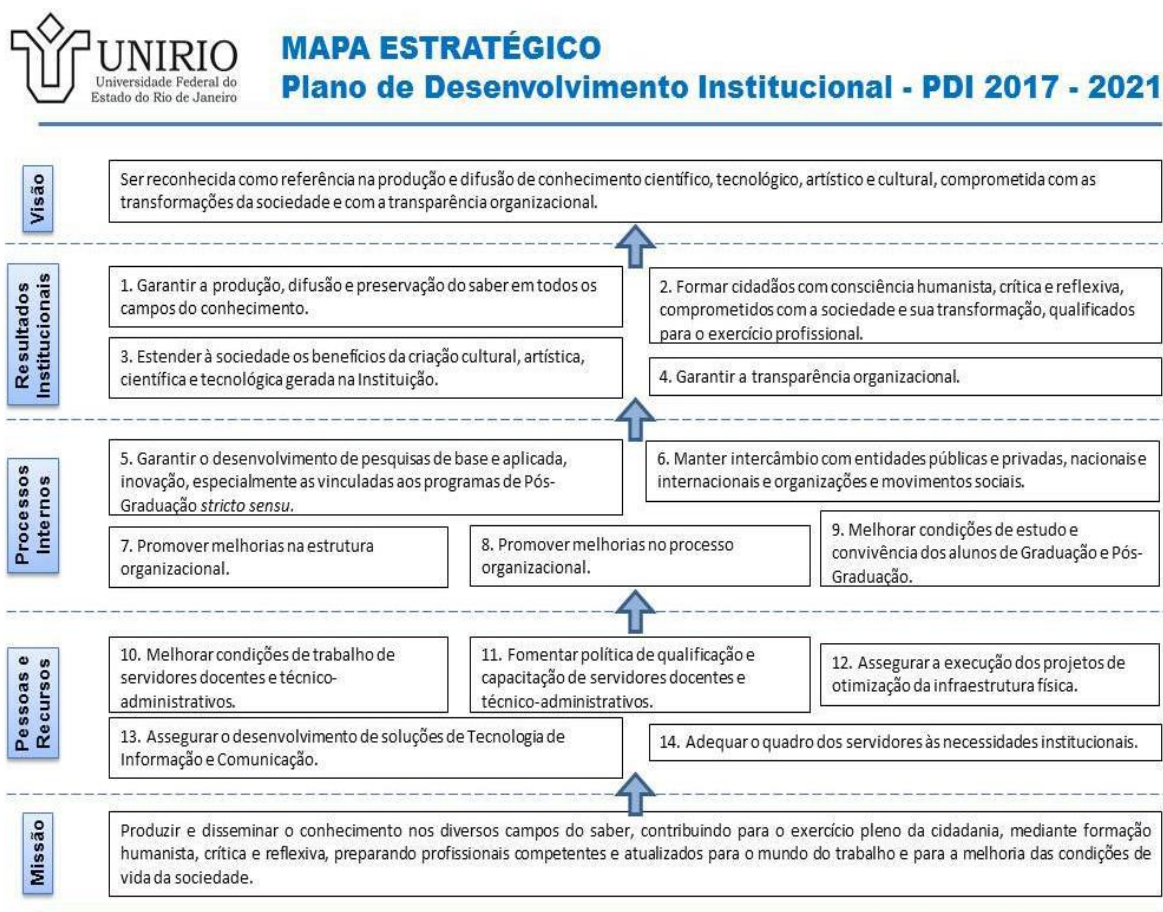 UNIRIO
Universidade Federal do
Estado do Rio de Janeiro
MAPA ESTRATÉGICO
Plano de Desenvolvimento Institucional - PDI 2017 - 2021
Visão
Ser reconhecida como referência na produção e difusão de conhecimento científico, tecnológico, artístico e cultural, comprometida com as
transformações da sociedade e com a transparência organizacional.
Resultados
Institucionais
1. Garantir a produção, difusão e preservação do saber em todos os
campos do conhecimento.
2. Formar cidadãos com consciência humanista, crítica e reflexiva,
comprometidos com a sociedade e sua transformação, qualificados
para o exercício profissional.
3. Estender à sociedade os benefícios da criação cultural, artística,
científica e tecnológica gerada na Instituição.
4. Garantir a transparência organizacional.
Processos
Internos
5. Garantir o desenvolvimento de pesquisas de base e aplicada,
inovação, especialmente as vinculadas aos programas de Pós-
Graduação stricto sensu.
6. Manter intercâmbio com entidades públicas e privadas, nacionais e
internacionais e organizações e movimentos sociais.
7. Promover melhorias na estrutura
organizacional.
8. Promover melhorias no processo
organizacional.
9. Melhorar condições de estudo e
convivência dos alunos de Graduação e Pós-
Graduação.
Pessoas e
Recursos
10. Melhorar condições de trabalho de
servidores docentes e técnico-
administrativos.
11. Fomentar política de qualificação e
capacitação de servidores docentes e
técnico-administrativos.
12. Assegurar a execução dos projetos de
otimização da infraestrutura física.
13. Assegurar o desenvolvimento de soluções de Tecnologia de
Informação e Comunicação.
14. Adequar o quadro dos servidores às necessidades institucionais.
Missão
Produzir e disseminar o conhecimento nos diversos campos do saber, contribuindo para o exercício pleno da cidadania, mediante formação
humanista, crítica e reflexiva, preparando profissionais competentes e atualizados para o mundo do trabalho e para a melhoria das condições de
vida da sociedade.